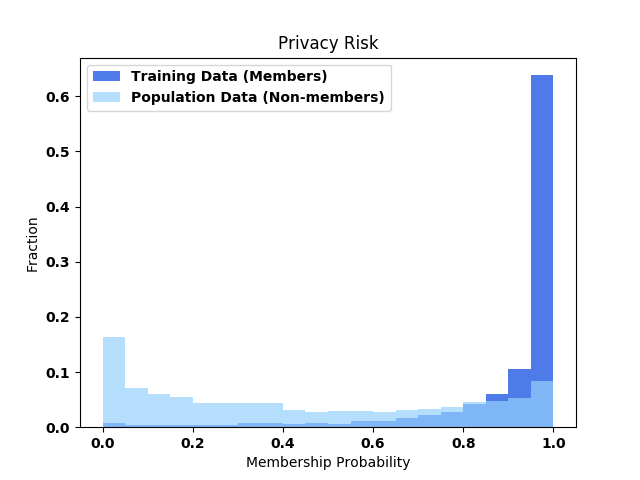 Privacy Risk
Training Data (Members)
Population Data (Non-members)
0.6
0.5
0.4
0.3
0.2
0.1
0.0
Fraction
0.0 0.2 0.4 0.6 0.8 1.0
Membership Probability